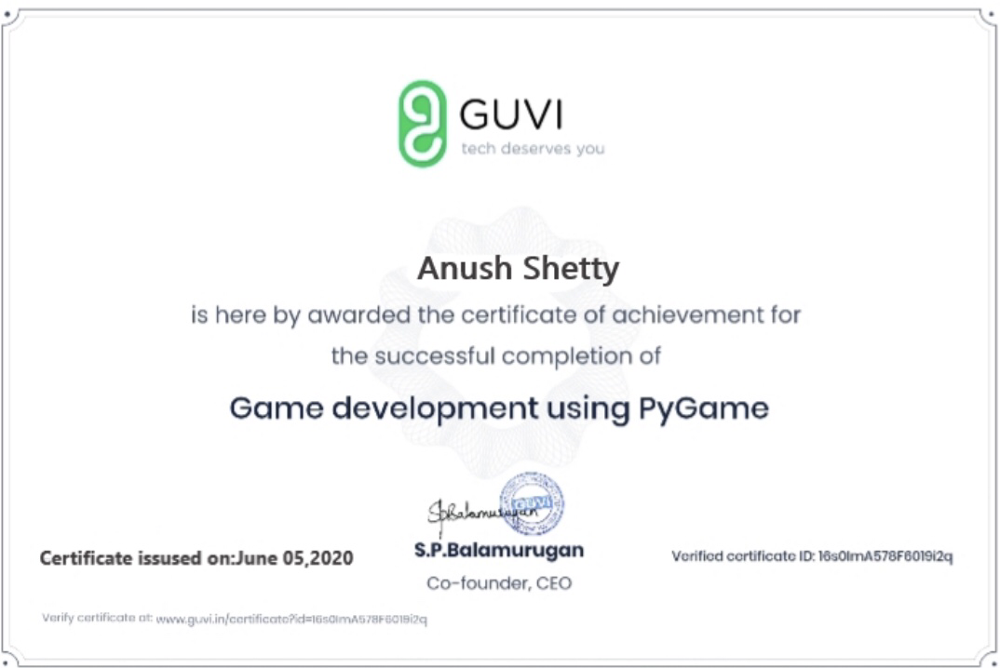 GUVI
tech deserves you
Anush Shetty
is here by awarded the certificate of achievement for
the successful completion of
Game development using PyGame
SpBalamurugan
GUVI
S.P.Balamurugan
Co-founder, CEO
Certificate issused on:June 05,2020
Verified certificate ID: 16s0ImA578F6019i2q
Verify certificate at: www.guvi.in/certificate?id=16s0ImA578F6019i2q